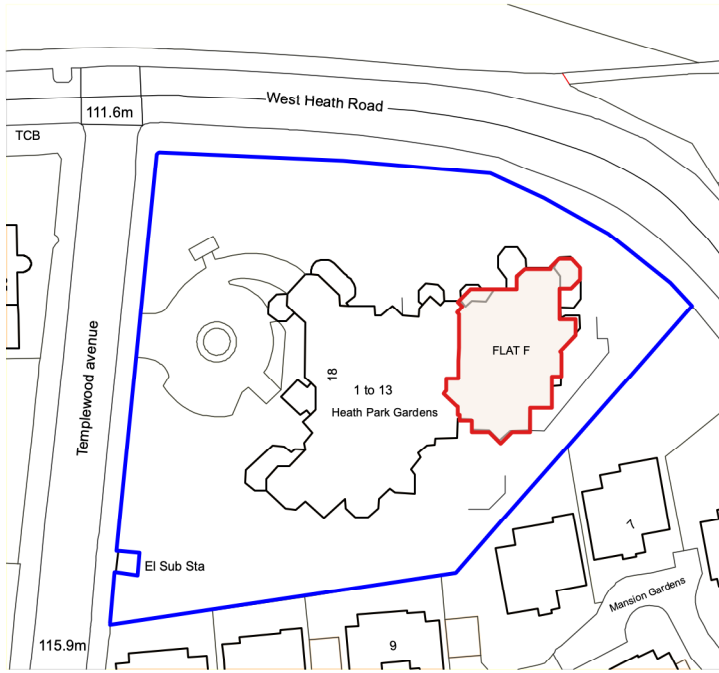 West Heath Road
111.6m
TCB
Templewood avenue
FLAT F
18
1 to 13
Heath Park Gardens
El Sub Sta
7
Mansion Gardens
115.9m
9